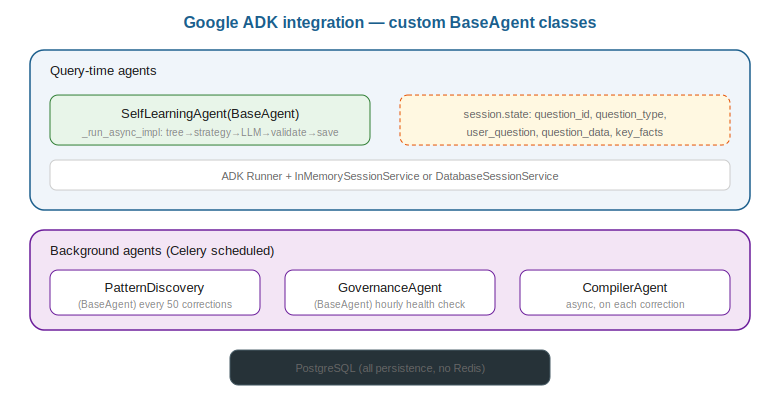 Google ADK integration — custom BaseAgent classes
Query-time agents
SelfLearningAgent(BaseAgent)
_run_async_impl: tree→strategy→LLM→validate→save
session.state: question_id, question_type,
user_question, question_data, key_facts
ADK Runner + InMemorySessionService or DatabaseSessionService
Background agents (Celery scheduled)
PatternDiscovery
(BaseAgent) every 50 corrections
GovernanceAgent
(BaseAgent) hourly health check
CompilerAgent
async, on each correction
PostgreSQL (all persistence, no Redis)